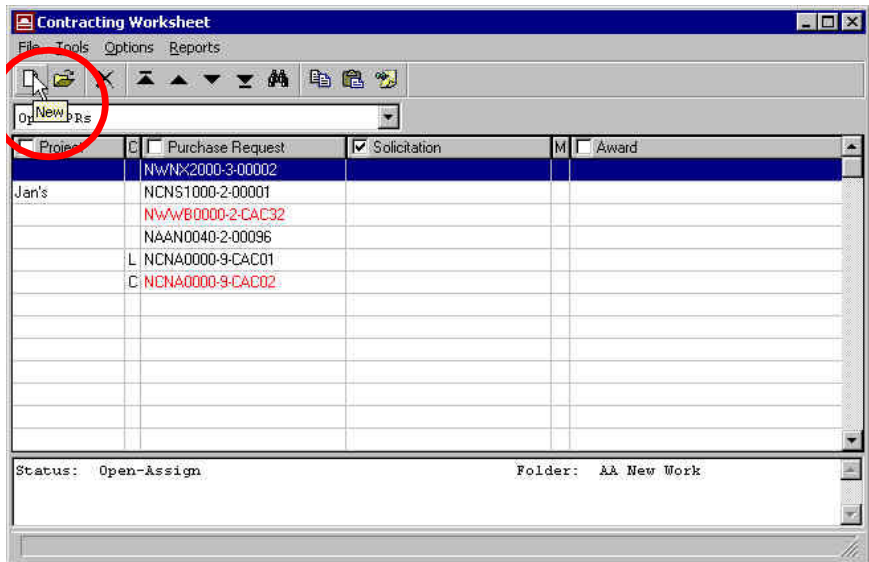 Contracting Worksheet
File Tools Options Reports
New
Op PRs
Project C Purchase Request Solicitation M Award
NWNX2000-3-00002
Jan's NCNS1000-2-00001
NWWB0000-2-CAC32
NAAN0040-2-00096
L NCNA0000-9-CAC01
C NCNA0000-9-CAC02
Status: Open-Assign Folder: AA New Work